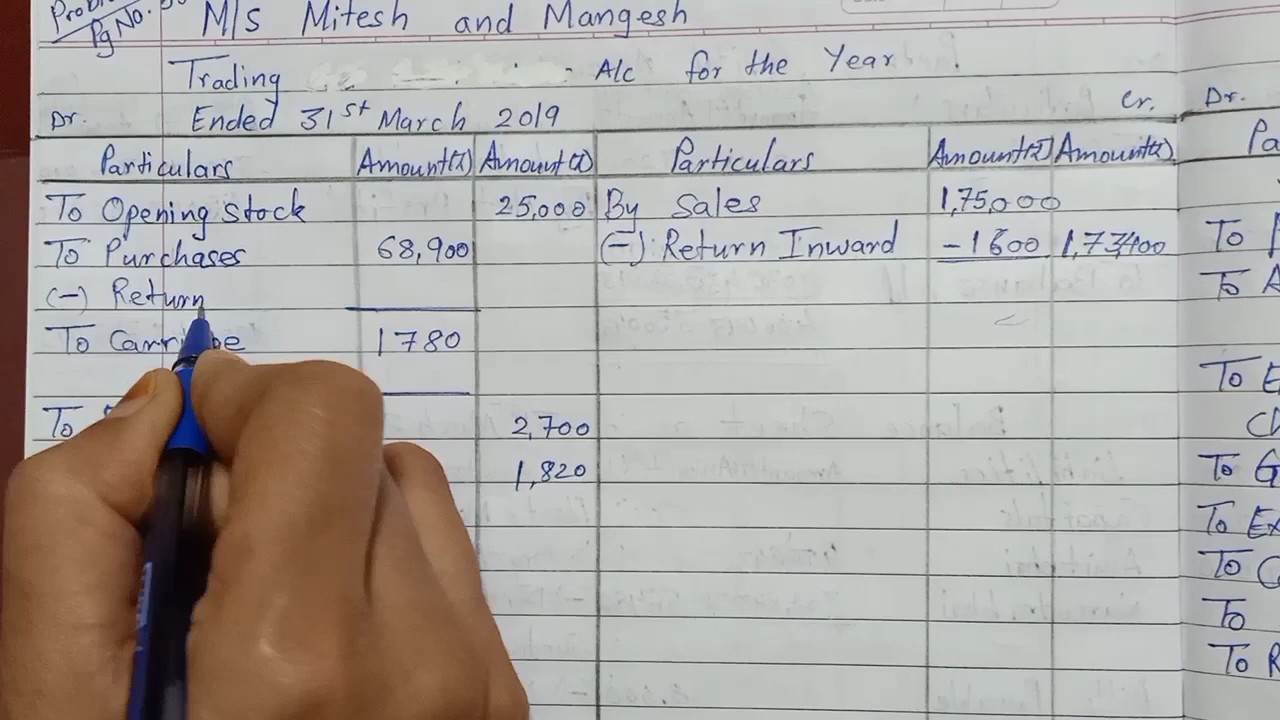 Pg No.
M/s Mitesh and Mangesh
Trading A/c for the Year
Dr. Ended 31st March 2019 Cr. Dr.
Particulars Amount(₹) Amount(₹) Particulars Amount(₹) Amount(₹)
To Opening stock 25,000 By Sales 1,75,000
To Purchases 68,900 (-) Return Inward -1600 1,73,400 To
(-) Return To
To 1780
To
To 2,700
1,820 To
To
To
To
To